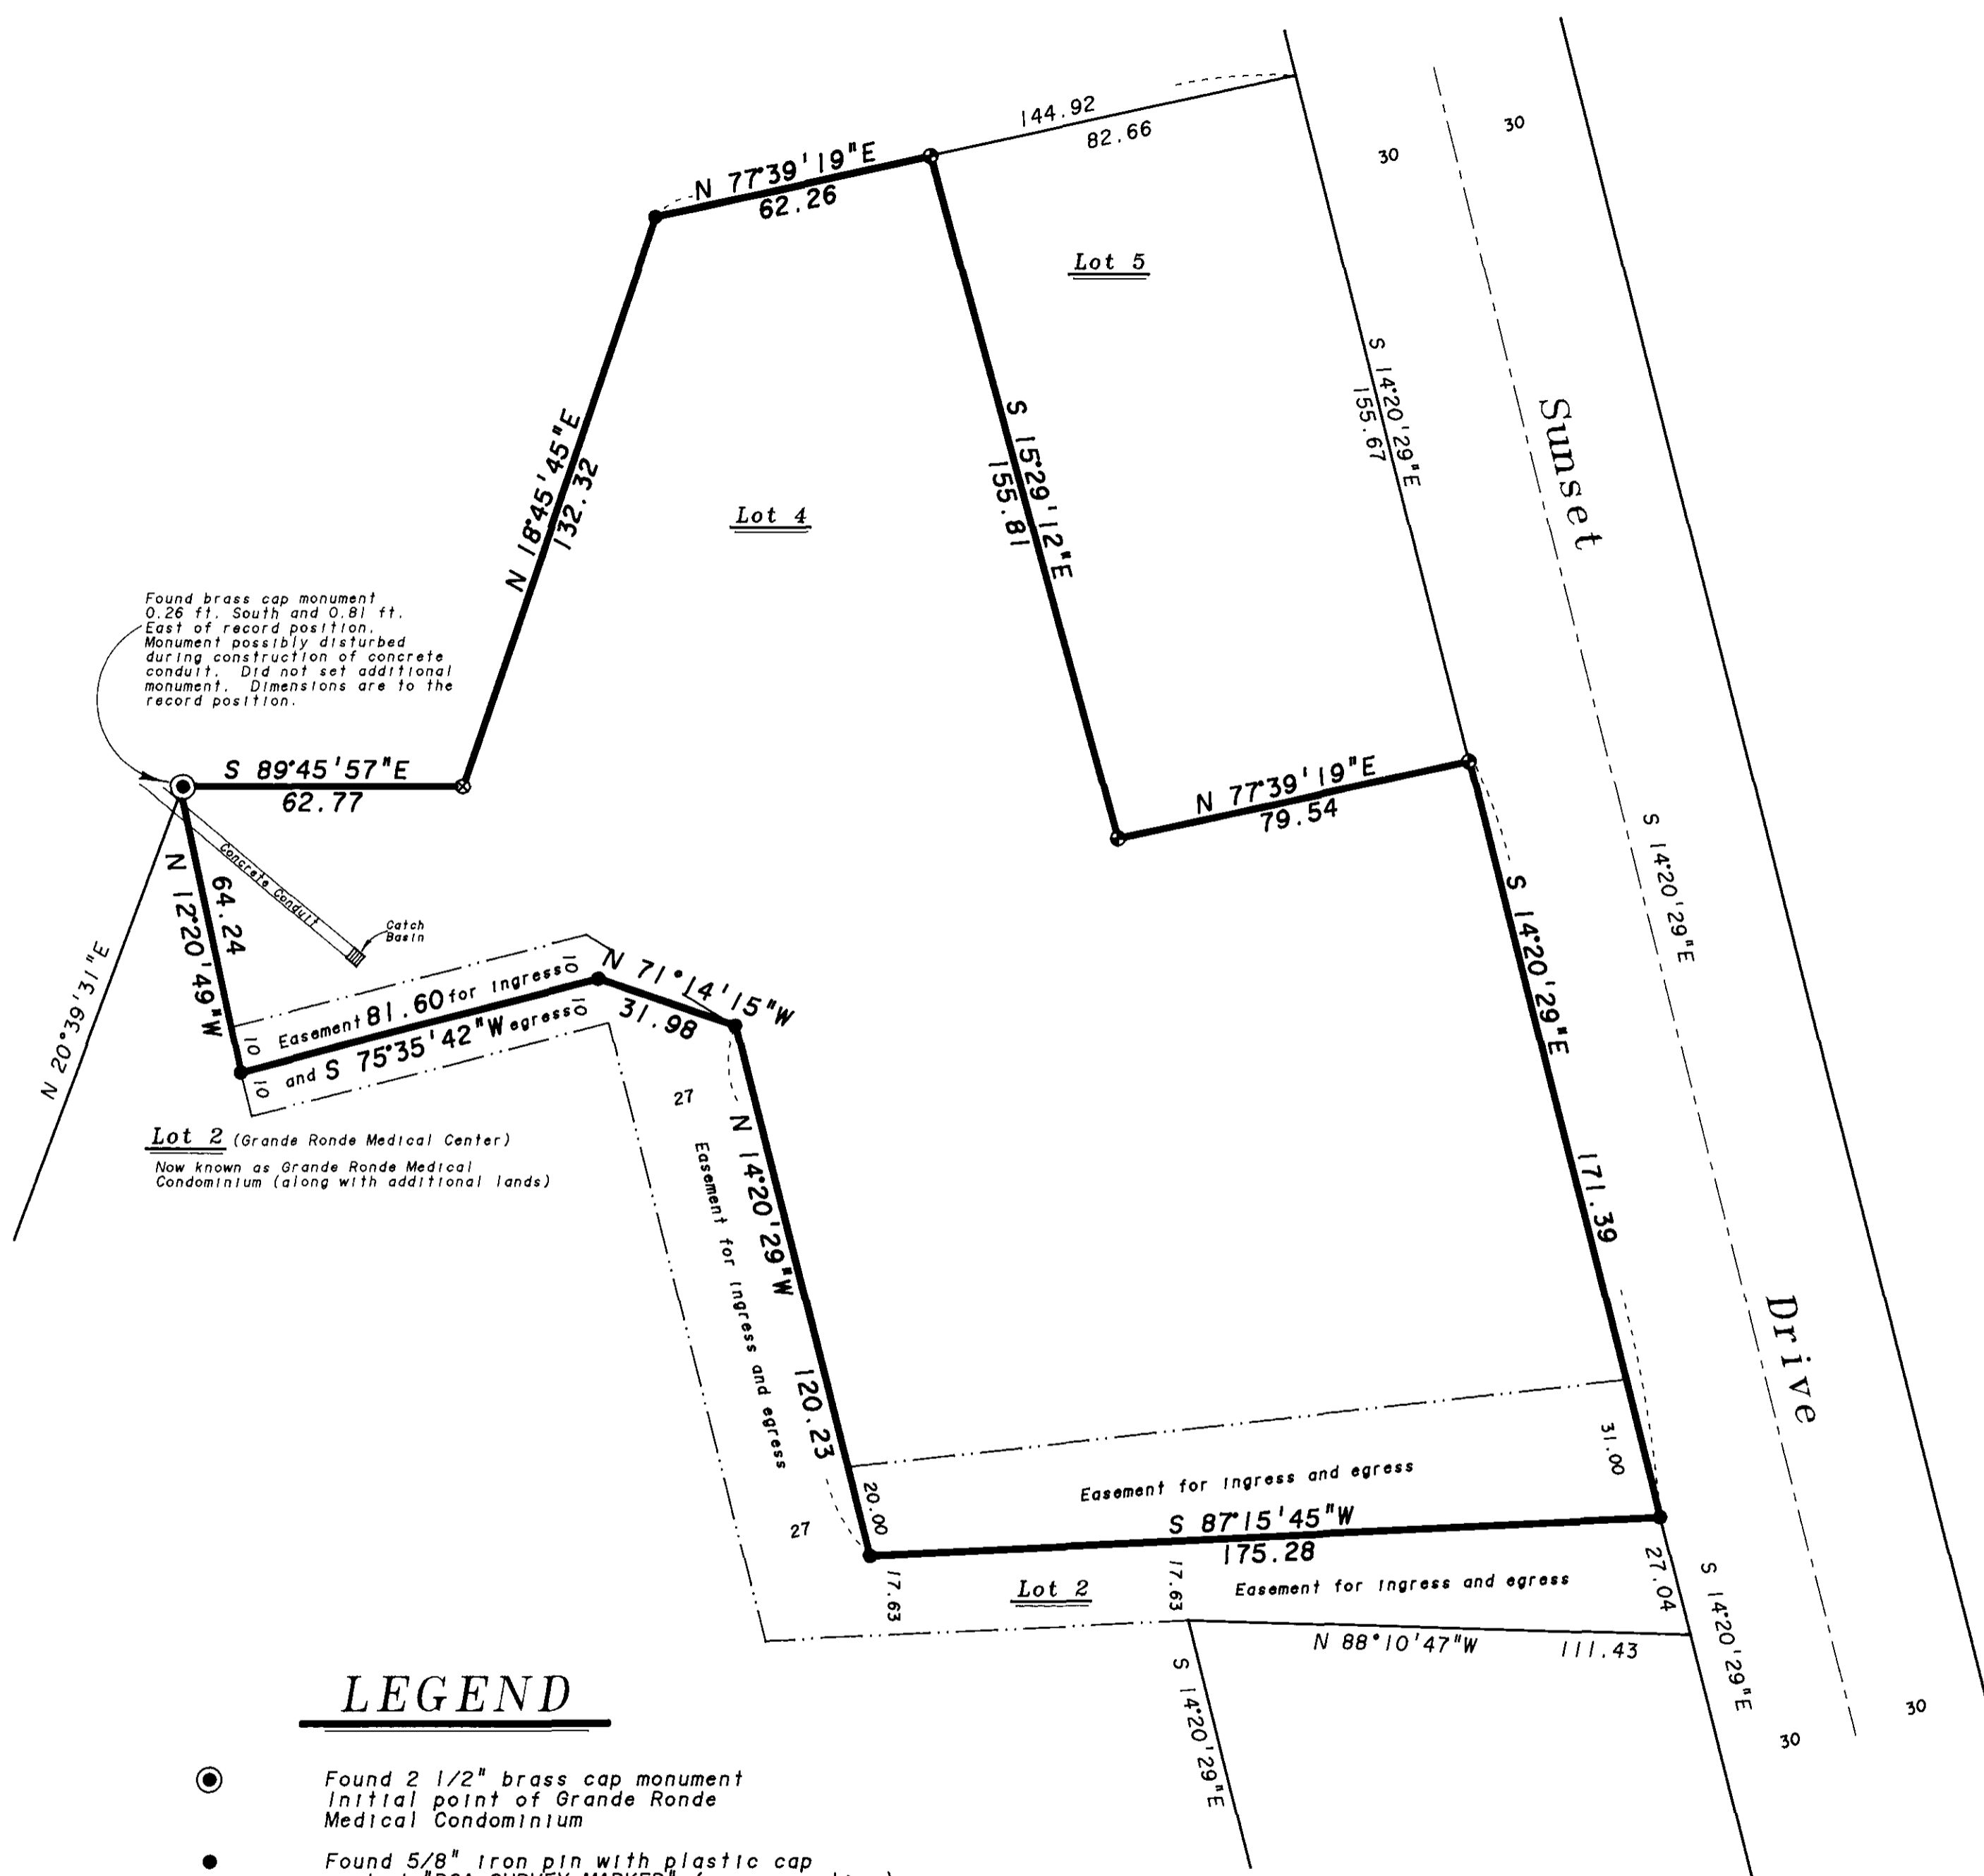 144.92
82.66
30
30
N 77°39'19"E
62.26
Lot 5
S 14°20'29"E
155.67
Sunset
N 18°45'45"E
132.32
S 15°29'12"E
155.81
Lot 4
Found brass cap monument
0.26 ft. South and 0.81 ft.
East of record position.
Monument possibly disturbed
during construction of concrete
conduit. Did not set additional
monument. Dimensions are to the
record position.
S 89°45'57"E
62.77
N 77°39'19"E
79.54
S 14°20'29"E
N 12°20'49"W
64.24
Concrete Conduit
Catch
Basin
N 20°39'31"E
S 14°20'29"E
171.39
10
10
10
10
Easement 81.60 for ingress
and S 75°35'42"W egress
N 71°14'15"W
31.98
Lot 2 (Grande Ronde Medical Center)
Now known as Grande Ronde Medical
Condominium (along with additional lands)
27
Easement for ingress and egress
27
N 14°20'29"W
120.23
Drive
20.00
31.00
Easement for ingress and egress
S 87°15'45"W
175.28
17.63
Lot 2
17.63
Easement for ingress and egress
27.04
N 88°10'47"W 111.43
S 14°20'29"E
S 14°20'29"E
30
30
LEGEND
Found 2 1/2" brass cap monument
Initial point of Grande Ronde
Medical Condominium
Found 5/8" iron pin with plastic cap